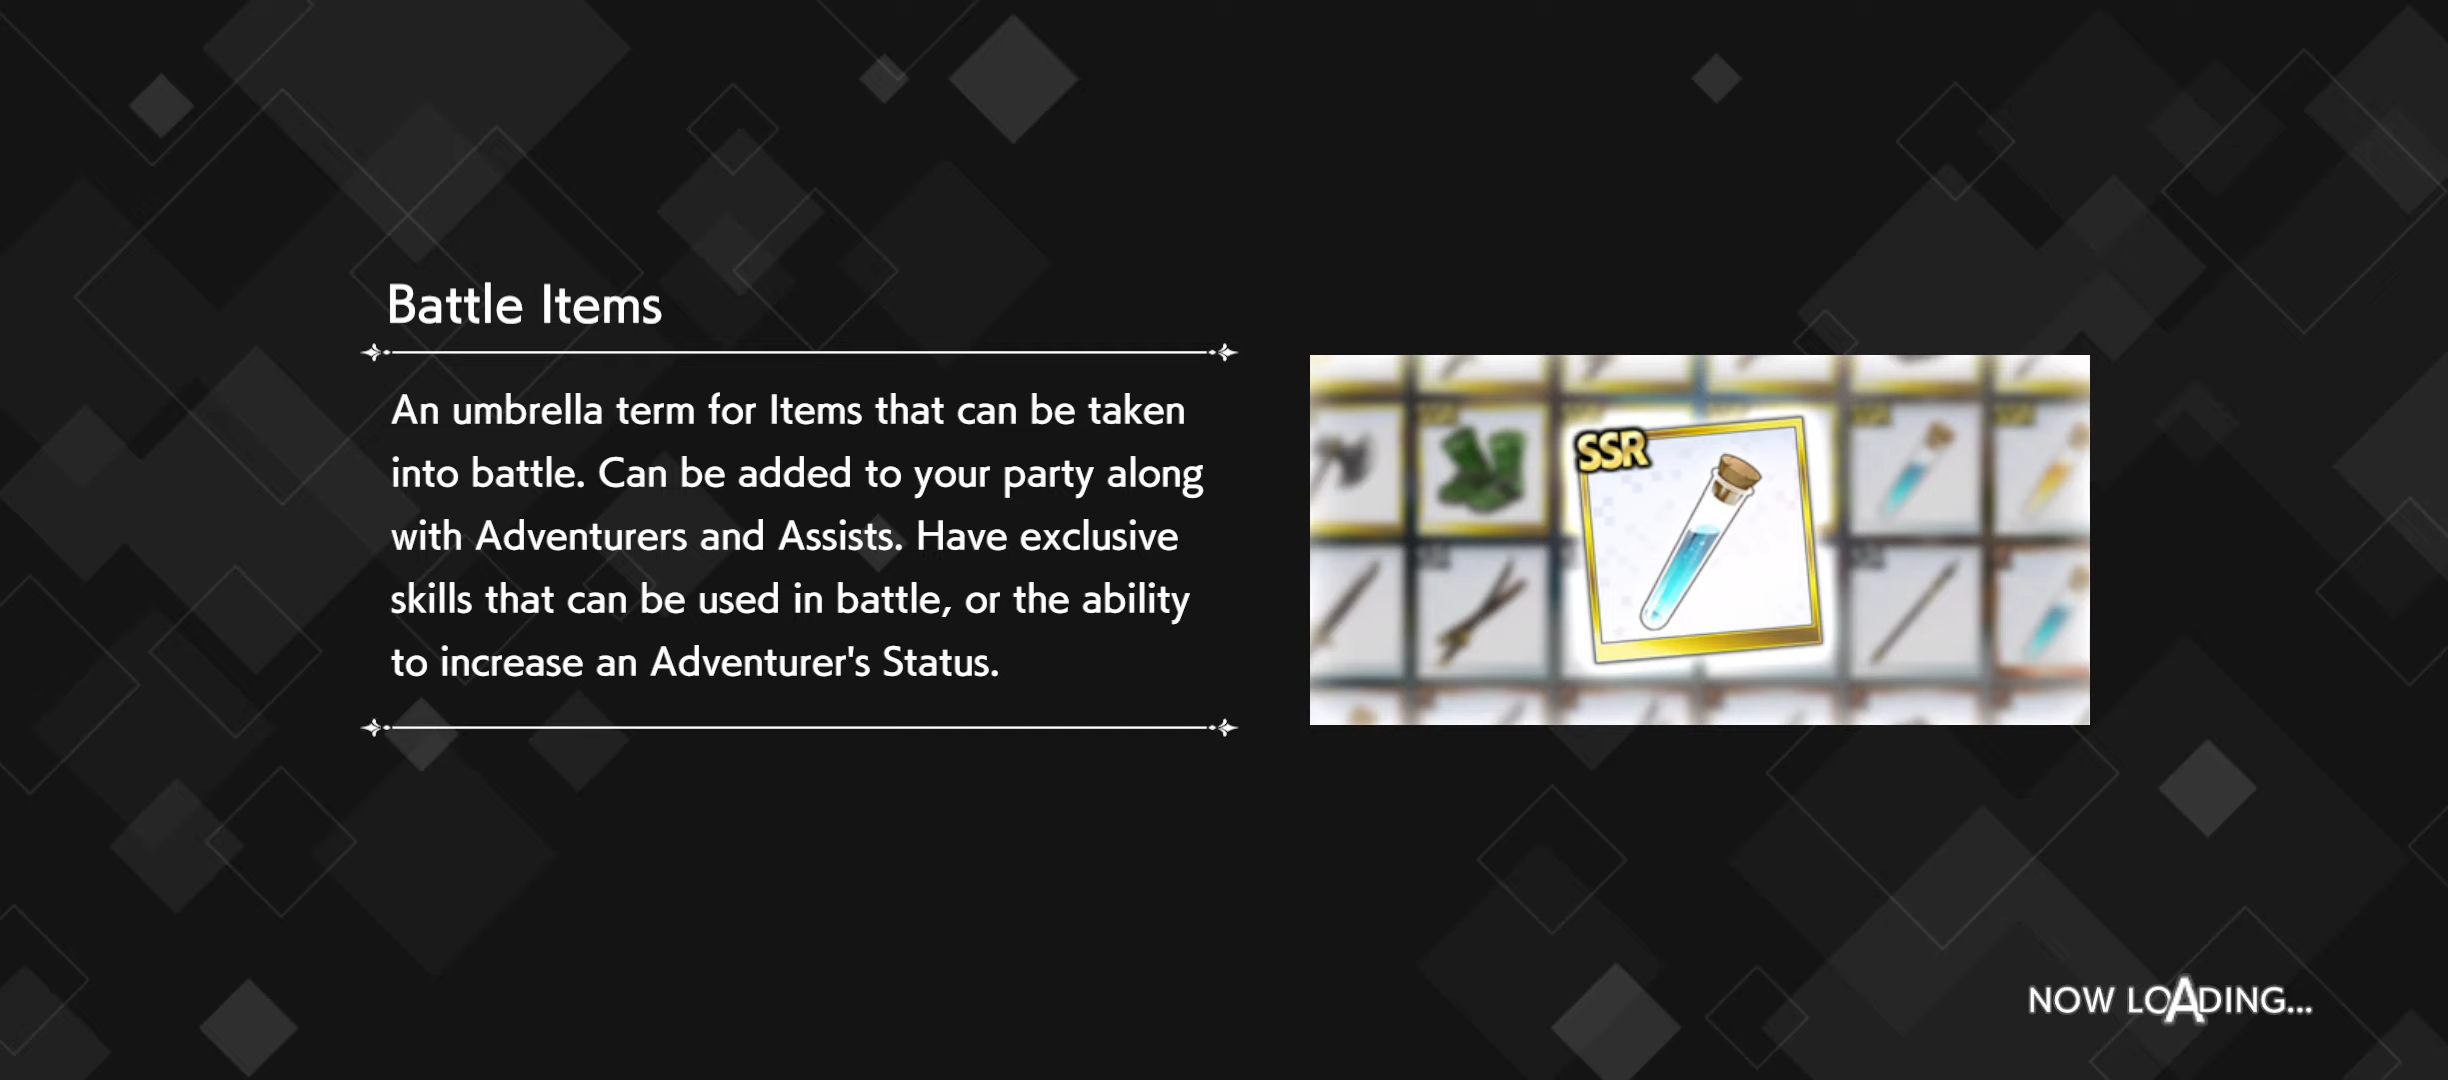 Battle Items
An umbrella term for Items that can be taken
into battle. Can be added to your party along
with Adventurers and Assists. Have exclusive
skills that can be used in battle, or the ability
to increase an Adventurer's Status.
SSR
NOW LOADING...